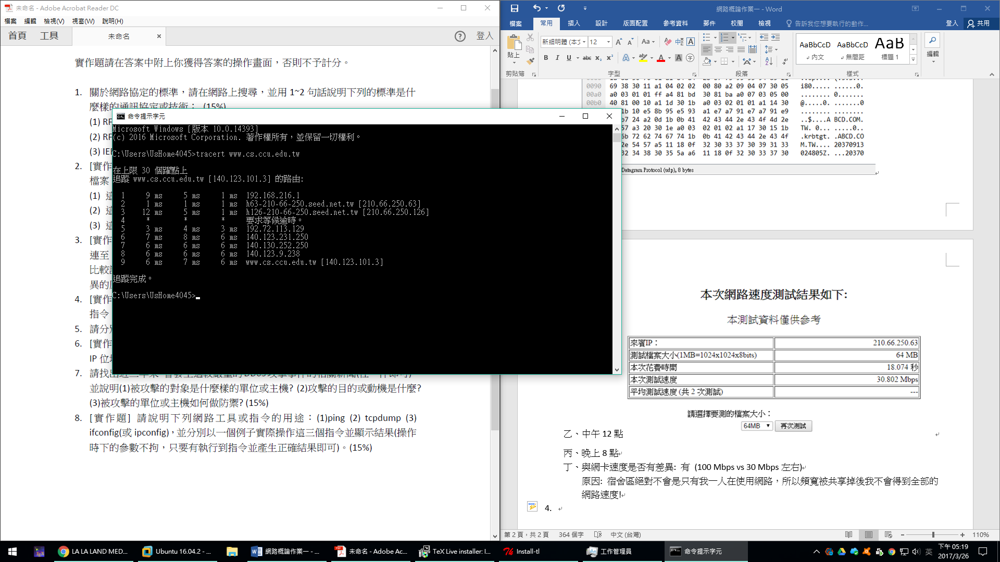 未命名 - Adobe Acrobat Reader DC
檔案 編輯 檢視(V) 視窗(W) 說明(H)
首頁 工具 未命名 × ? 登入
實作題請在答案中附上你獲得答案的操作畫面，否則不予計分。
1. 關於網路協定的標準，請在網路上搜尋，並用 1~2 句話說明下列的標準是什
麼樣的通訊協定或技術： (15%)
(1) RF
(2) RF
(3) IE
2. [實作
檔案
(1) 這
(2) 這
(3) 這
3. [實作
連至
比較
異的
4. [實作
指令
5. 請分
6. [實作
IP 位
7. 請找出近三年來 曾發生過較嚴重的 DDoS 攻擊事件的相關新聞(任一件即可)
並說明(1)被攻擊的對象是什麼樣的單位或主機? (2)攻擊的目的或動機是什麼?
(3)被攻擊的單位或主機如何做防禦? (15%)
8. [實作題] 請說明下列網路工具或指令的用途：(1)ping (2) tcpdump (3)
ifconfig(或 ipconfig)，並分別以一個例子實際操作這三個指令並顯示結果(操作
時下的參數不拘，只要有執行到指令並產生正確結果即可)。(15%)
命令提示字元
Microsoft Windows [版本 10.0.14393]
(c) 2016 Microsoft Corporation. 著作權所有，並保留一切權利。
C:\Users\UsHome4045>tracert www.cs.ccu.edu.tw
在上限 30 個躍點上
追蹤 www.cs.ccu.edu.tw [140.123.101.3] 的路由:
1 9 ms 5 ms 1 ms 192.168.216.1
2 1 ms 1 ms 1 ms h63-210-66-250.seed.net.tw [210.66.250.63]
3 12 ms 5 ms 1 ms h126-210-66-250.seed.net.tw [210.66.250.126]
4 * * * 要求等候逾時。
5 3 ms 4 ms 3 ms 192.72.113.129
6 7 ms 8 ms 6 ms 140.123.231.250
7 6 ms 6 ms 6 ms 140.130.252.250
8 6 ms 6 ms 6 ms 140.123.9.238
9 6 ms 7 ms 6 ms www.cs.ccu.edu.tw [140.123.101.3]
追蹤完成。
C:\Users\UsHome4045>
網路概論作業一 - Word
檔案 常用 插入 設計 版面配置 參考資料 郵件 校閱 檢視 告訴我您想要執行的動作... 登入 共用
貼上 新細明體 (本文 12 B I U abc x₂ x² AaBbCcD AaBbCcD AaB 編輯
內文 無間距 標題 1
剪貼簿 字型 段落 樣式
0090 69 38 30 11 a1 04 02 02 00 80 a2 09 04 07 30 05 i80..... ......0.
00a0 a0 03 01 01 ff a4 81 bd 30 81 ba a0 07 03 05 00 ........ 0.......
00b0 40 81 00 10 a1 1d 30 1b a0 03 02 01 01 a1 14 30 @.....0. .......0
1b 10 e5 8b 95 e5 93 a1 e7 a7 91 e7 a7 91 e9 ........ ........
b7 24 a2 0d 1b 0b 41 42 43 44 2e 43 4f 4d 2e ..$....A BCD.COM.
57 a3 20 30 1e a0 03 02 01 02 a1 17 30 15 1b TW. 0... ....0..
6b 72 62 74 67 74 1b 0b 41 42 43 44 2e 43 4f .krbtgt. .ABCD.CO
2e 54 57 a5 11 18 0f 32 30 33 37 30 39 31 33 M.TW.... 20370913
32 34 38 30 35 5a a6 11 18 0f 32 30 33 37 30 024805Z. ...20370
Datagram Protocol (udp), 8 bytes
本次網路速度測試結果如下:
本測試資料僅供參考
來賓IP： 210.66.250.63
測試檔案大小(1MB=1024x1024x8bits) 64 MB
本次花費時間 18.074 秒
本次測試速度 30.802 Mbps
平均測試速度 (共 2 次測試) ---
請選擇要測的檔案大小：
64MB 再次測試
乙、中午 12 點
丙、晚上 8 點
丁、與網卡速度是否有差異: 有 (100 Mbps vs 30 Mbps 左右)
原因: 宿舍區絕對不會是只有我一人在使用網路，所以頻寬被共享掉後我不會得到全部的
網路速度!
4.
第 2 頁，共 2 頁 364 個字 中文 (台灣) 110%
LA LA LAND MED... Ubuntu 16.04.2 - ... 網路概論作業一 - ... 未命名 - Adobe Ac... TeX Live installer: I... Install-tl 工作管理員 命令提示字元 英 下午 05:19
2017/3/26